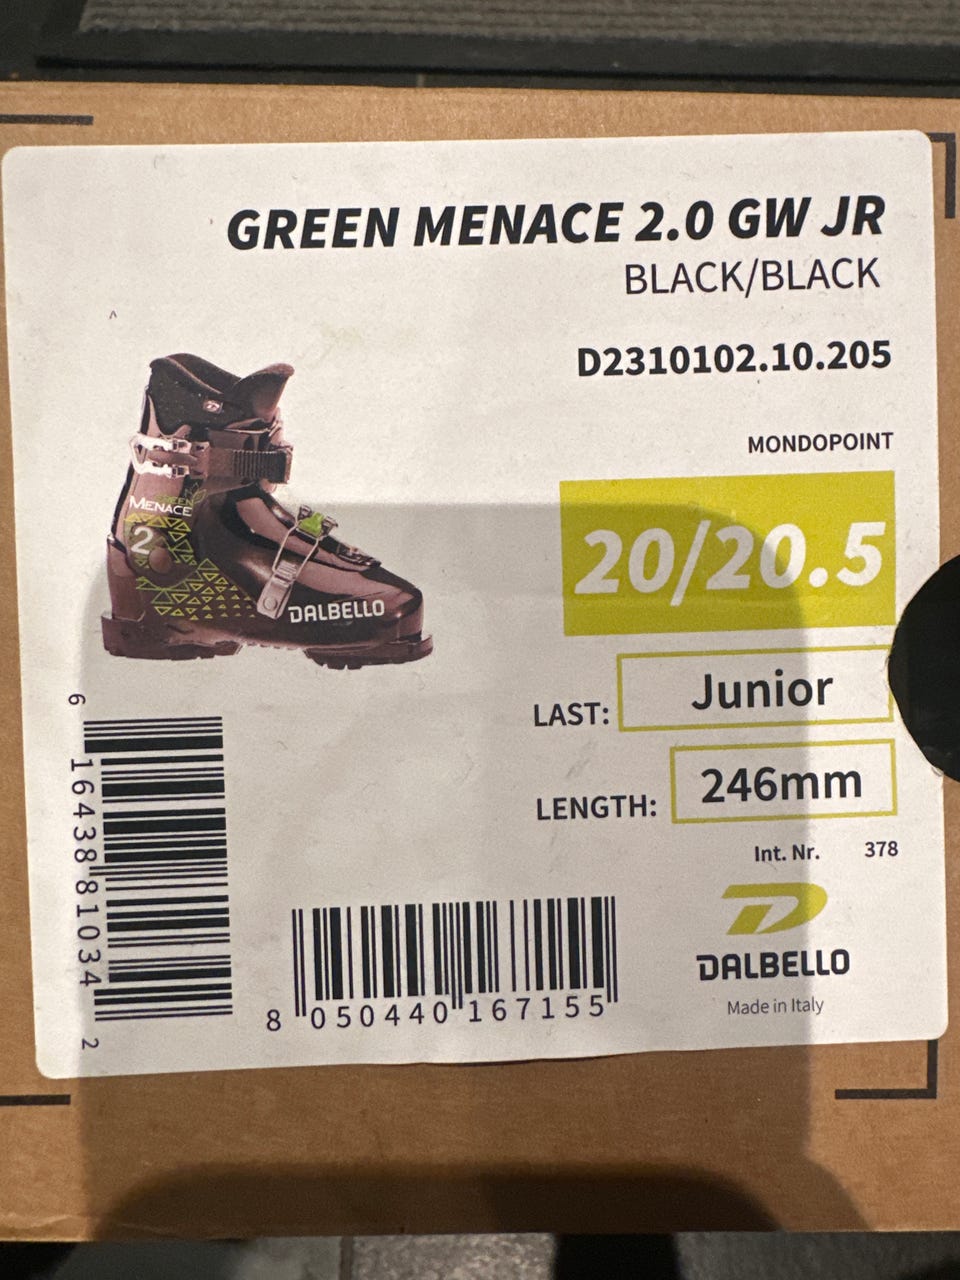 GREEN MENACE 2.0 GW JR
BLACK/BLACK
D2310102.10.205
MONDOPOINT
20/20.5
GREEN
MENACE
2
DALBELLO
LAST: Junior
LENGTH: 246mm
Int. Nr. 378
DALBELLO
Made in Italy
6 16438 81034 2
8 050440 167155